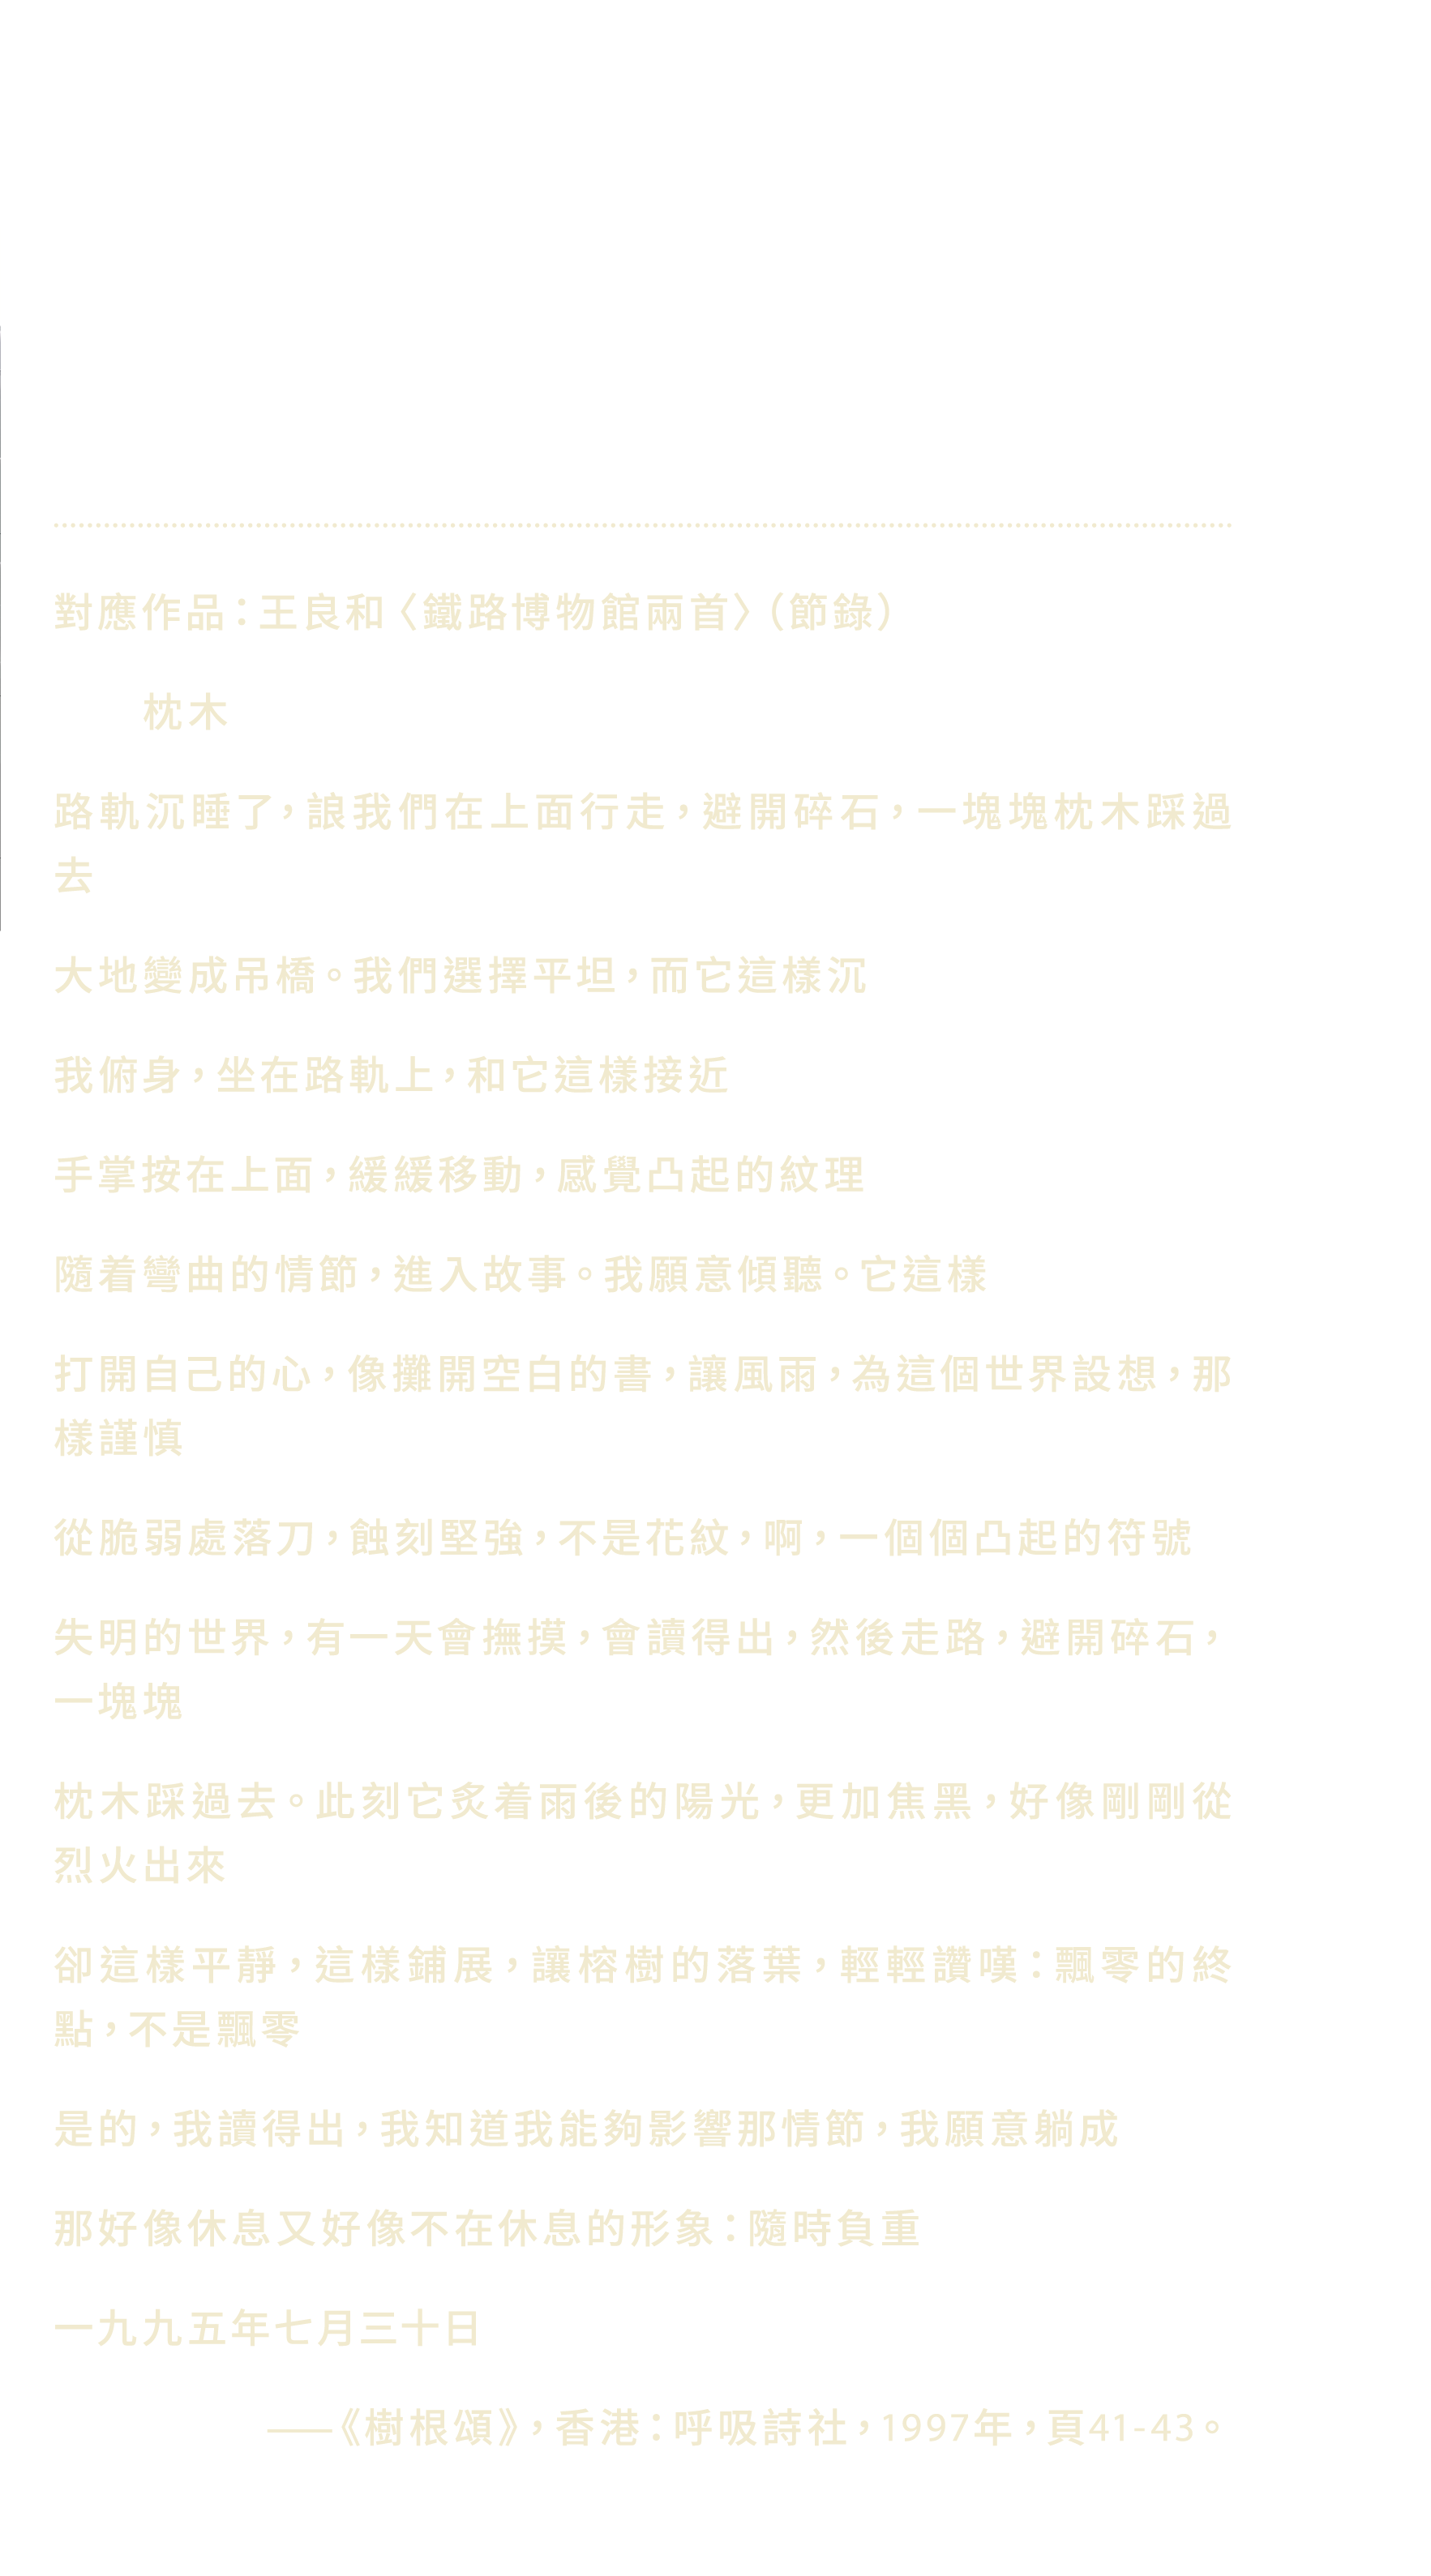 對應作品：王良和〈鐵路博物館兩首〉（節錄）
枕木
路軌沉睡了，誏我們在上面行走，避開碎石，一塊塊枕木踩過
去
大地變成吊橋。我們選擇平坦，而它這樣沉
我俯身，坐在路軌上，和它這樣接近
手掌按在上面，緩緩移動，感覺凸起的紋理
隨着彎曲的情節，進入故事。我願意傾聽。它這樣
打開自己的心，像攤開空白的書，讓風雨，為這個世界設想，那
樣謹慎
從脆弱處落刀，蝕刻堅強，不是花紋，啊，一個個凸起的符號
失明的世界，有一天會撫摸，會讀得出，然後走路，避開碎石，
一塊塊
枕木踩過去。此刻它炙着雨後的陽光，更加焦黑，好像剛剛從
烈火出來
卻這樣平靜，這樣鋪展，讓榕樹的落葉，輕輕讚嘆：飄零的終
點，不是飄零
是的，我讀得出，我知道我能夠影響那情節，我願意躺成
那好像休息又好像不在休息的形象：隨時負重
一九九五年七月三十日
——《樹根頌》，香港：呼吸詩社，1997年，頁41-43。